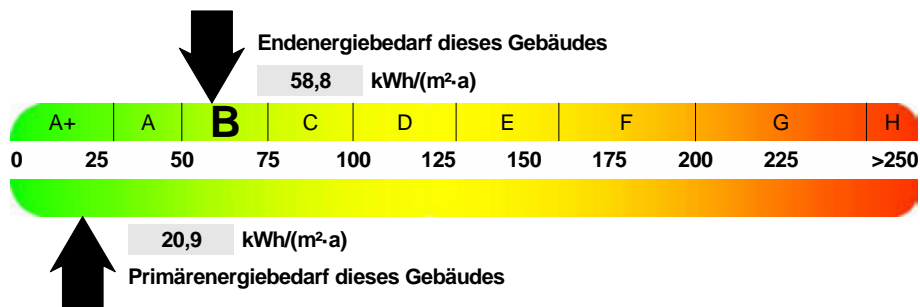 Endenergiebedarf dieses Gebäudes
58,8 kWh/(m²·a)
A+ A B C D E F G H
0 25 50 75 100 125 150 175 200 225 >250
20,9 kWh/(m²·a)
Primärenergiebedarf dieses Gebäudes